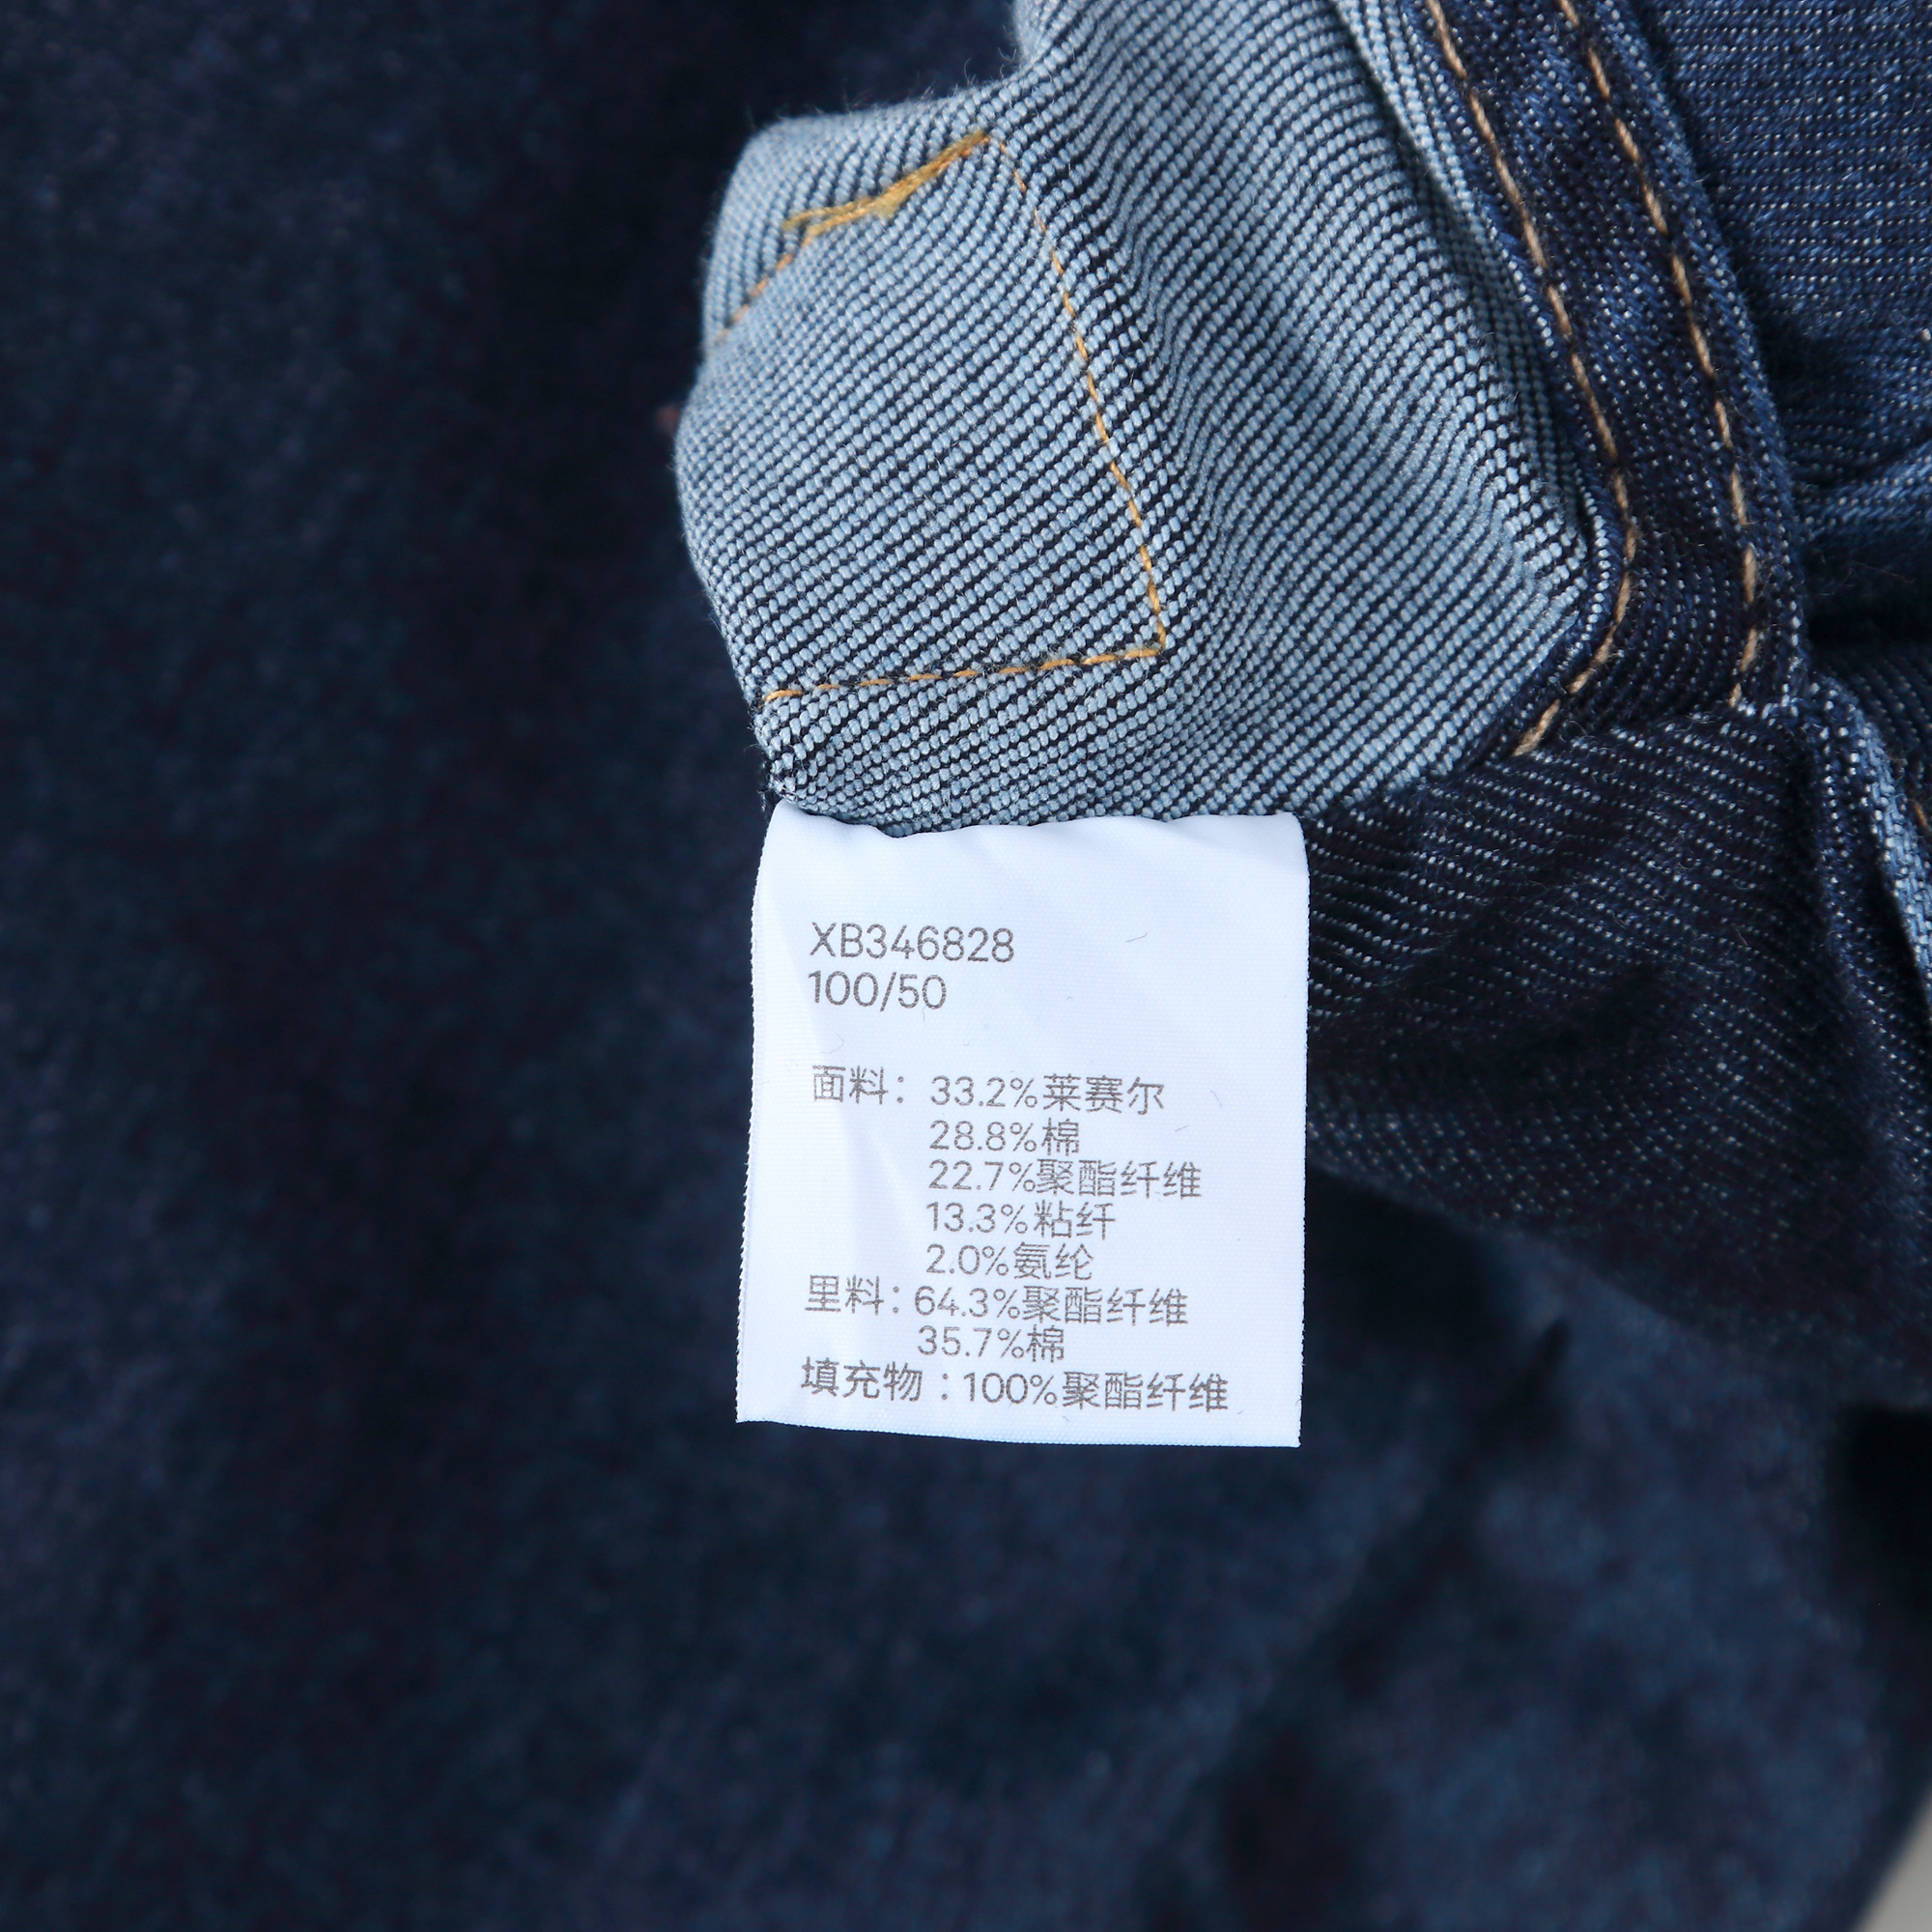 XB346828
100/50
面料：33.2%莱赛尔
28.8%棉
22.7%聚酯纤维
13.3%粘纤
2.0%氨纶
里料：64.3%聚酯纤维
35.7%棉
填充物：100%聚酯纤维